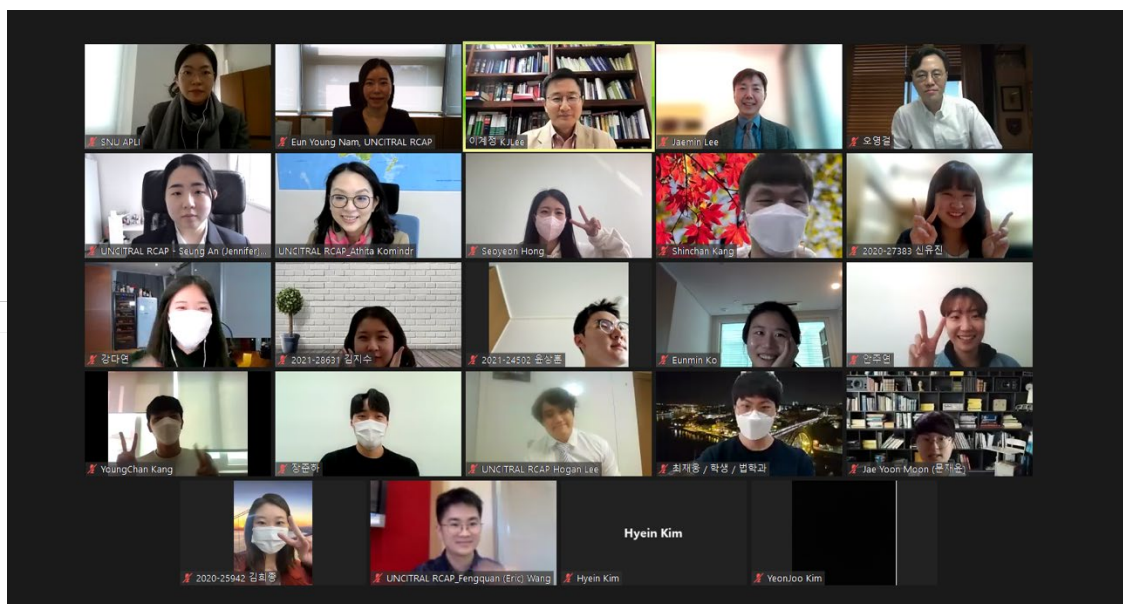 SNU APLI
Eun Young Nam, UNCITRAL RCAP
이계정 KJLee
Jaemin Lee
오영걸
UNCITRAL RCAP - Seung An (Jennifer)...
UNCITRAL RCAP_Athita Komindr
Seoyeon Hong
Shinchan Kang
2020-27383 신유진
강다연
2021-28631 김지수
2021-24502 윤상훈
Eunmin Ko
안주연
YoungChan Kang
장준하
UNCITRAL RCAP Hogan Lee
최재웅 / 학생 / 법학과
Jae Yoon Moon (문재윤)
2020-25942 김희중
UNCITRAL RCAP_Fengquan (Eric) Wang
Hyein Kim
Hyein Kim
YeonJoo Kim